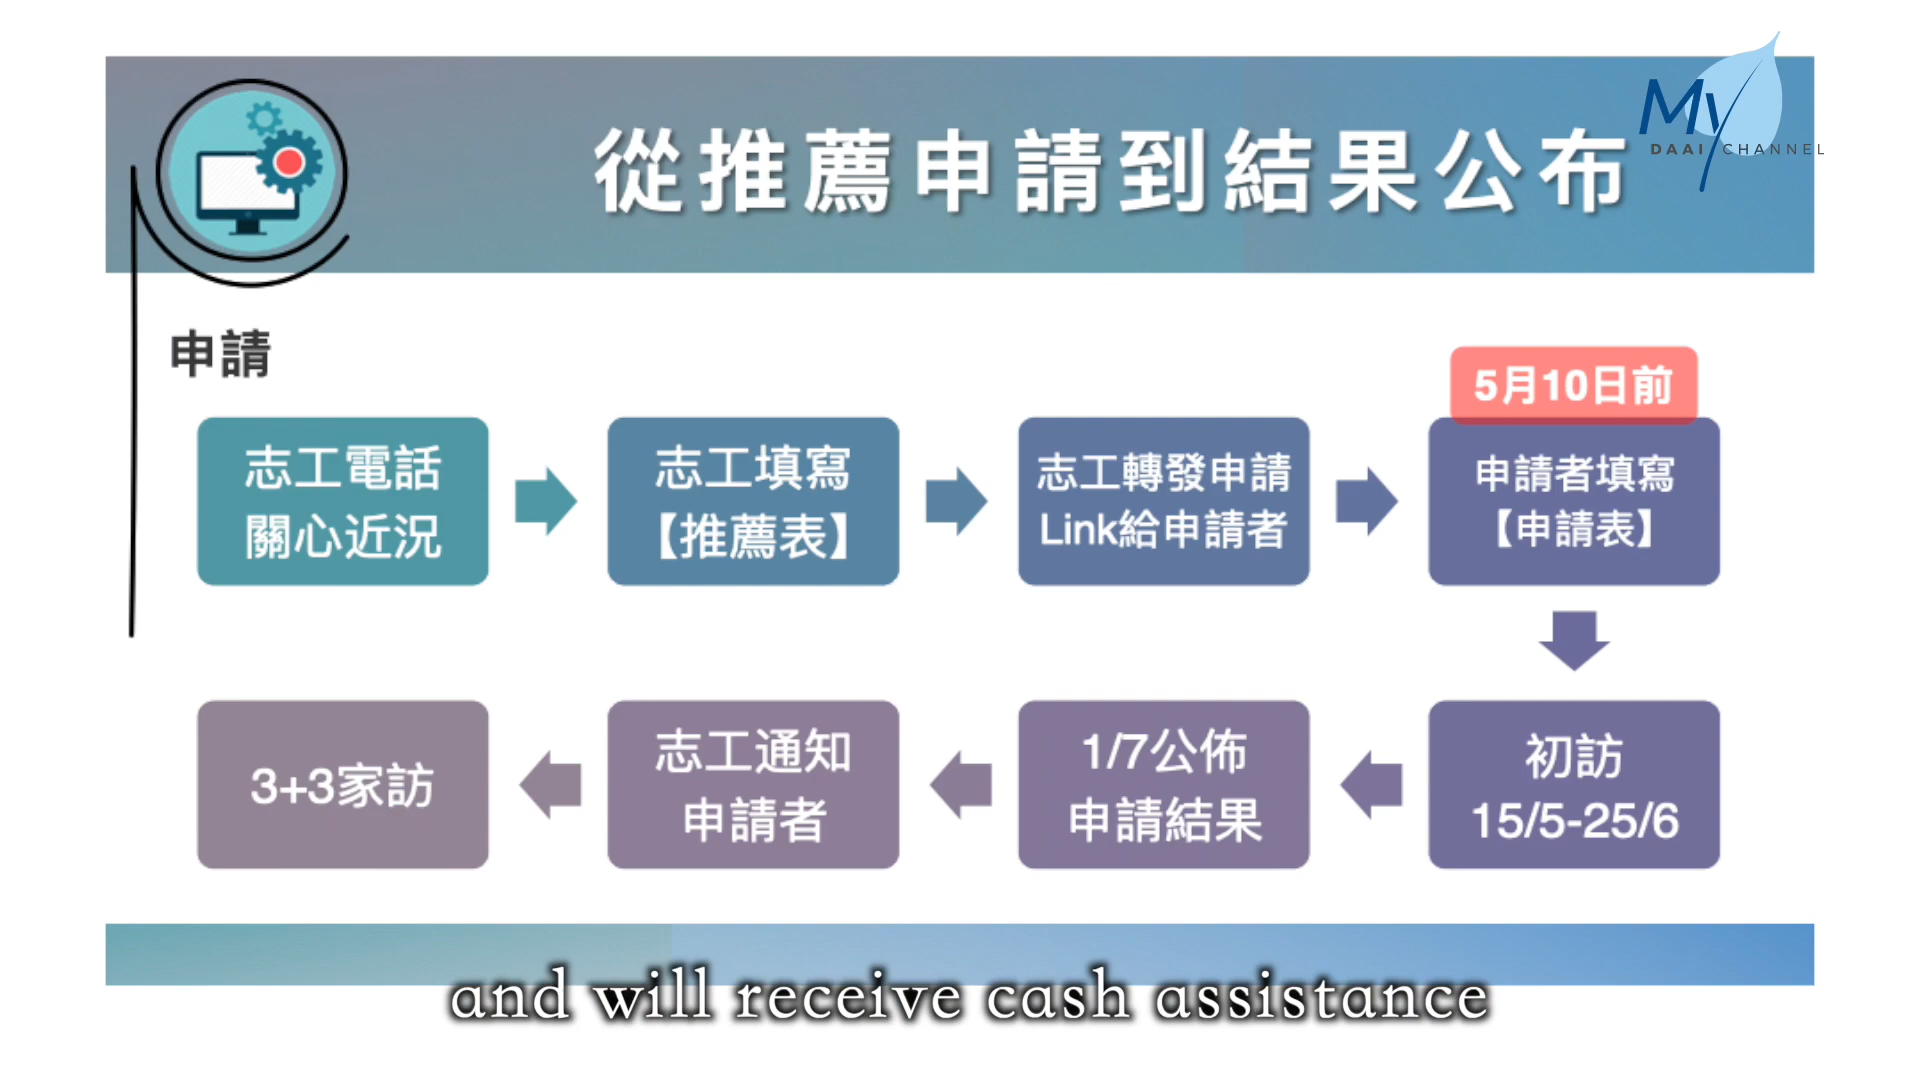 My
DAAI CHANNEL
從推薦申請到結果公布
申請
志工電話
關心近況
志工填寫
【推薦表】
志工轉發申請
Link給申請者
5月10日前
申請者填寫
【申請表】
初訪
15/5-25/6
1/7公佈
申請結果
志工通知
申請者
3+3家訪
and will receive cash assistance